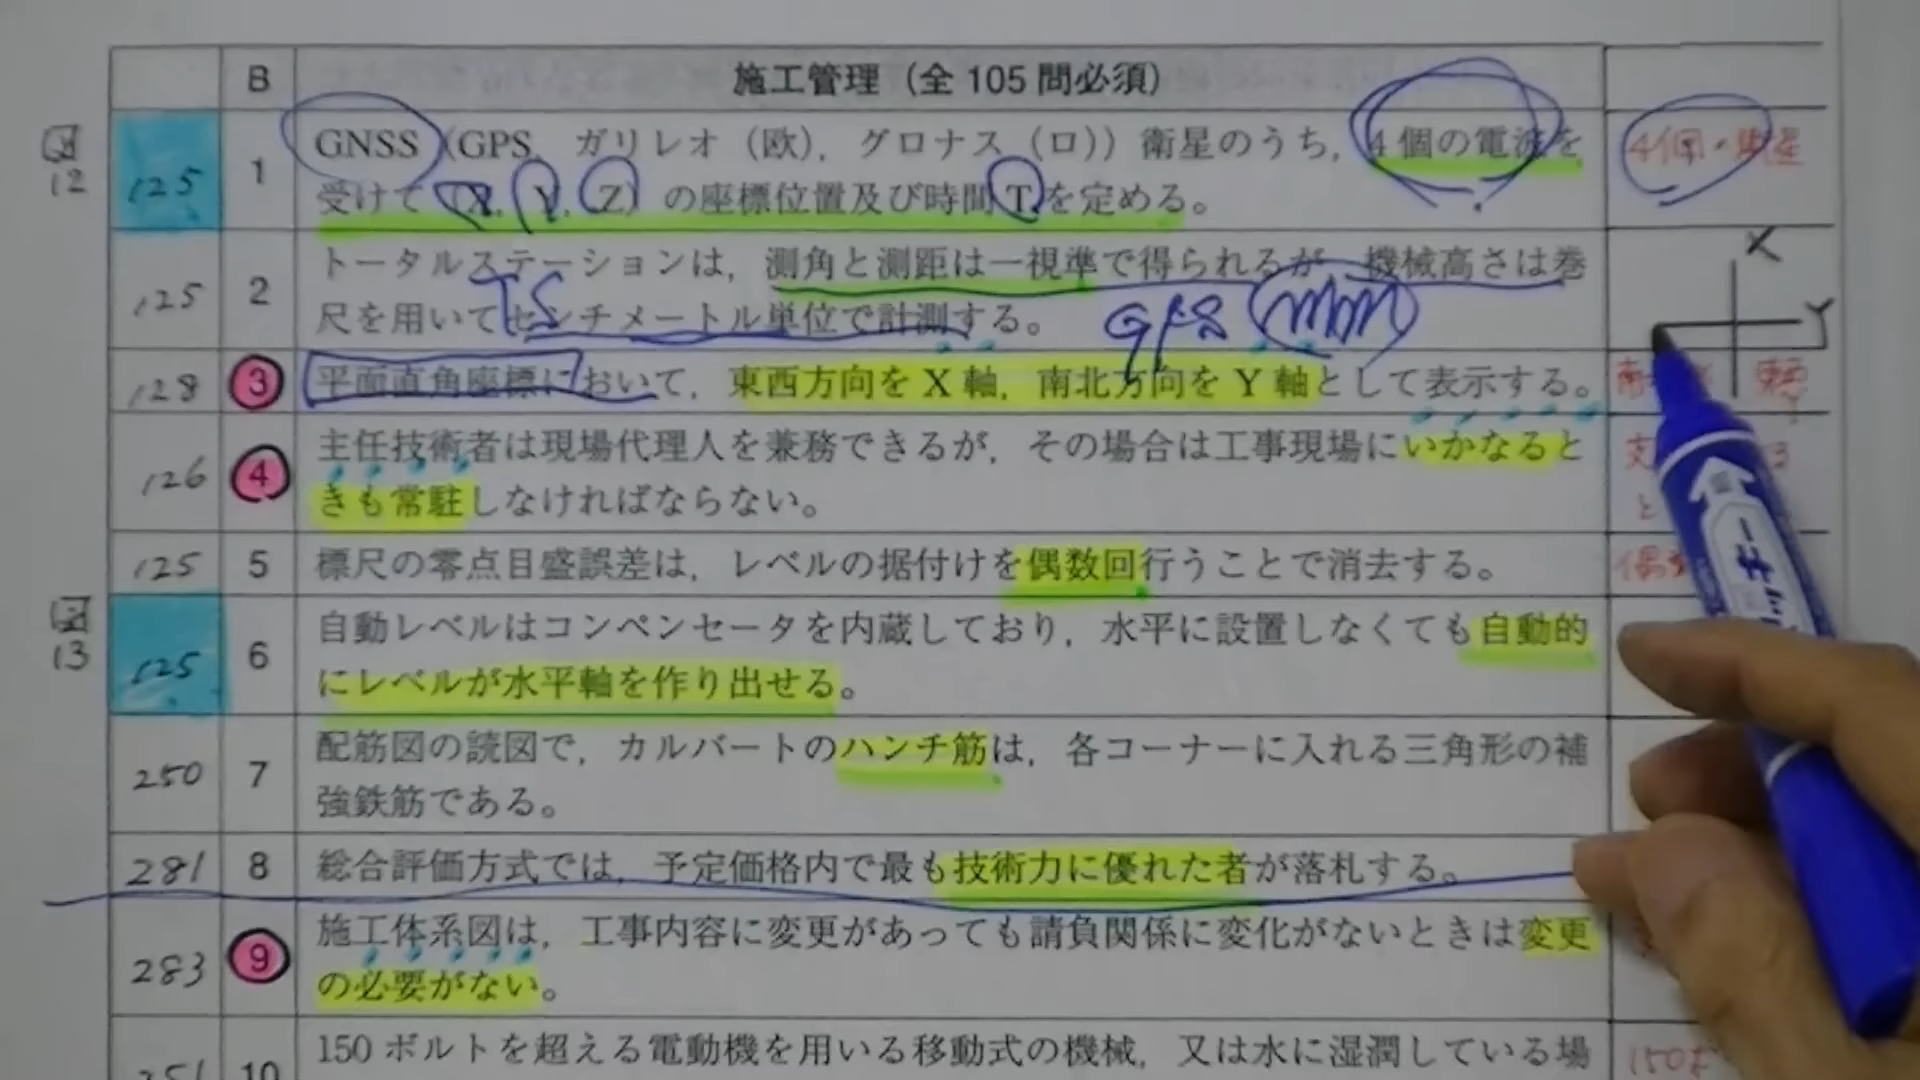 B 施工管理（全 105 問必須）
図12 125 1 GNSS（GPS，ガリレオ（欧），グロナス（ロ））衛星のうち，4個の電波を 4個の衛星
受けて（X，Y，Z）の座標位置及び時間Tを定める。
X
125 2 トータルステーションは，測角と測距は一視準で得られるが，機械高さは巻
Y
尺を用いてセンチメートル単位で計測する。
TS GPS mm
128 3 平面直角座標において，東西方向を X 軸，南北方向を Y 軸として表示する。 南
126 4 主任技術者は現場代理人を兼務できるが，その場合は工事現場にいかなると
きも常駐しなければならない。 と
125 5 標尺の零点目盛誤差は，レベルの据付けを偶数回行うことで消去する。 偶数
図13 125 6 自動レベルはコンペンセータを内蔵しており，水平に設置しなくても自動的
にレベルが水平軸を作り出せる。
250 7 配筋図の読図で，カルバートのハンチ筋は，各コーナーに入れる三角形の補
強鉄筋である。
281 8 総合評価方式では，予定価格内で最も技術力に優れた者が落札する。
283 9 施工体系図は，工事内容に変更があっても請負関係に変化がないときは変更
の必要がない。
251 10 150 ボルトを超える電動機を用いる移動式の機械，又は水に湿潤している場 150